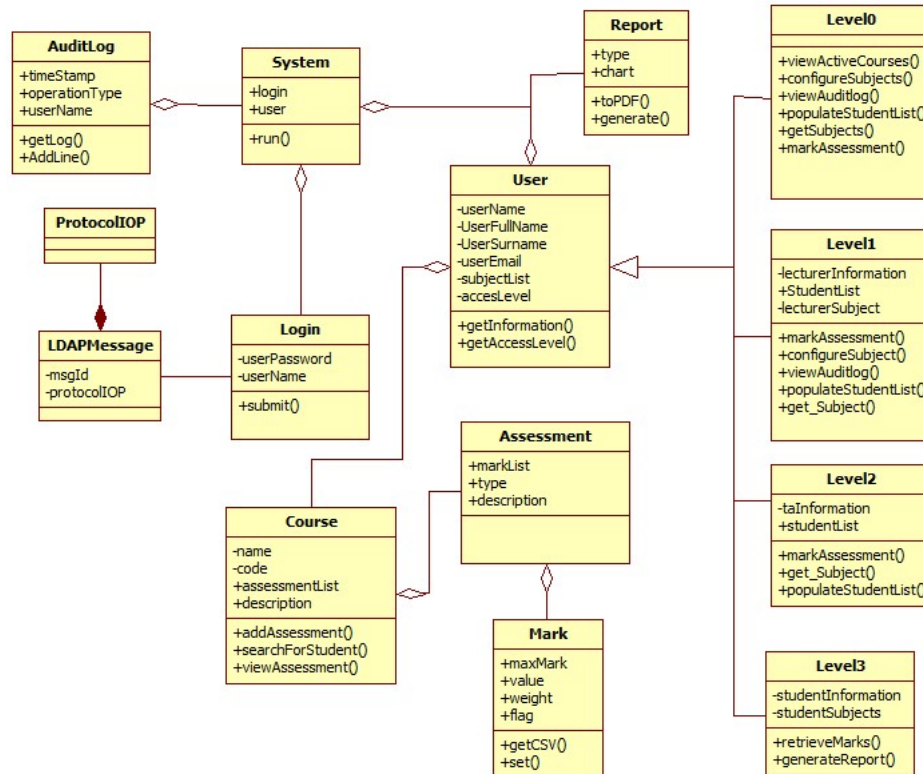 AuditLog
+timeStamp
+operationType
+userName
+getLog()
+AddLine()
System
+login
+user
+run()
Report
+type
+chart
+toPDF()
+generate()
Level0
+viewActiveCourses()
+configureSubjects()
+viewAuditlog()
+populateStudentList()
+getSubjects()
+markAssessment()
User
-userName
-UserFullName
-UserSurname
-userEmail
-subjectList
-accesLevel
+getInformation()
+getAccessLevel()
ProtocolIOP
Level1
-lecturerInformation
+StudentList
-lecturerSubject
+markAssessment()
+configureSubject()
+viewAuditlog()
+populateStudentList()
+get_Subject()
LDAPMessage
-msgId
-protocolIOP
Login
-userPassword
-userName
+submit()
Assessment
+markList
+type
+description
Level2
-taInformation
+studentList
+markAssessment()
+get_Subject()
+populateStudentList()
Course
-name
-code
+assessmentList
+description
+addAssessment()
+searchForStudent()
+viewAssessment()
Mark
+maxMark
+value
+weight
+flag
+getCSV()
+set()
Level3
-studentInformation
-studentSubjects
+retrieveMarks()
+generateReport()